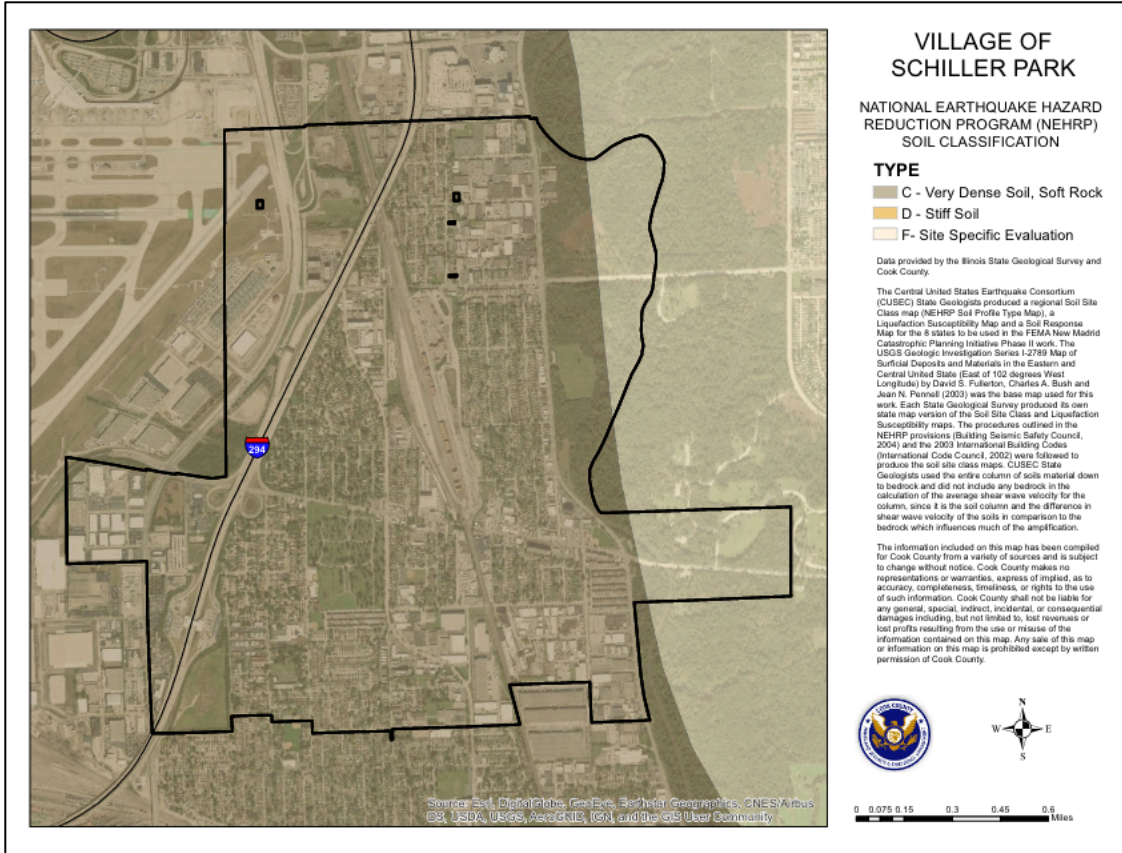 VILLAGE OF
SCHILLER PARK
NATIONAL EARTHQUAKE HAZARD
REDUCTION PROGRAM (NEHRP)
SOIL CLASSIFICATION
TYPE
C - Very Dense Soil, Soft Rock
D - Stiff Soil
F- Site Specific Evaluation
Data provided by the Illinois State Geological Survey and
Cook County.
The Central United States Earthquake Consortium
(CUSEC) State Geologists produced a regional Soil Site
Class map (NEHRP Soil Profile Type Map), a
Liquefaction Susceptibility Map and a Soil Response
Map for the 8 states to be used in the FEMA New Madrid
Catastrophic Planning Initiative Phase II work. The
USGS Geologic Investigation Series I-2789 Map of
Surficial Deposits and Materials in the Eastern and
Central United State (East of 102 degrees West
Longitude) by David S. Fullerton, Charles A. Bush and
Jean N. Pennell (2003) was the base map used for this
work. Each State Geological Survey produced its own
state map version of the Soil Site Class and Liquefaction
Susceptibility maps. The procedures outlined in the
NEHRP provisions (Building Seismic Safety Council,
2004) and the 2003 International Building Codes
(International Code Council, 2002) were followed to
produce the soil site class maps. CUSEC State
Geologists used the entire column of soils material down
to bedrock and did not include any bedrock in the
calculation of the average shear wave velocity for the
column, since it is the soil column and the difference in
shear wave velocity of the soils in comparison to the
bedrock which influences much of the amplification.
The information included on this map has been compiled
for Cook County from a variety of sources and is subject
to change without notice. Cook County makes no
representations or warranties, express of implied, as to
accuracy, completeness, timeliness, or rights to the use
of such information. Cook County shall not be liable for
any general, special, indirect, incidental, or consequential
damages including, but not limited to, lost revenues or
lost profits resulting from the use or misuse of the
information contained on this map. Any sale of this map
or information on this map is prohibited except by written
permission of Cook County.
294
COOK COUNTY
N
W E
S
0 0.075 0.15 0.3 0.45 0.6
Miles
Source: Esri, DigitalGlobe, GeoEye, Earthstar Geographics, CNES/Airbus
DS, USDA, USGS, AeroGRID, IGN, and the GIS User Community